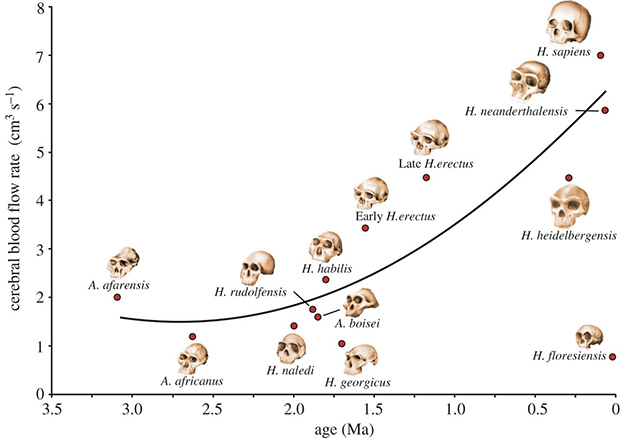 8
7
6
5
4
3
2
1
0
cerebral blood flow rate (cm³ s⁻¹)
H. sapiens
H. neanderthalensis
Late H.erectus
Early H.erectus
H. heidelbergensis
H. habilis
A. afarensis
H. rudolfensis
A. boisei
H. floresiensis
H. naledi
A. africanus
H. georgicus
3.5 3.0 2.5 2.0 1.5 1.0 0.5 0
age (Ma)